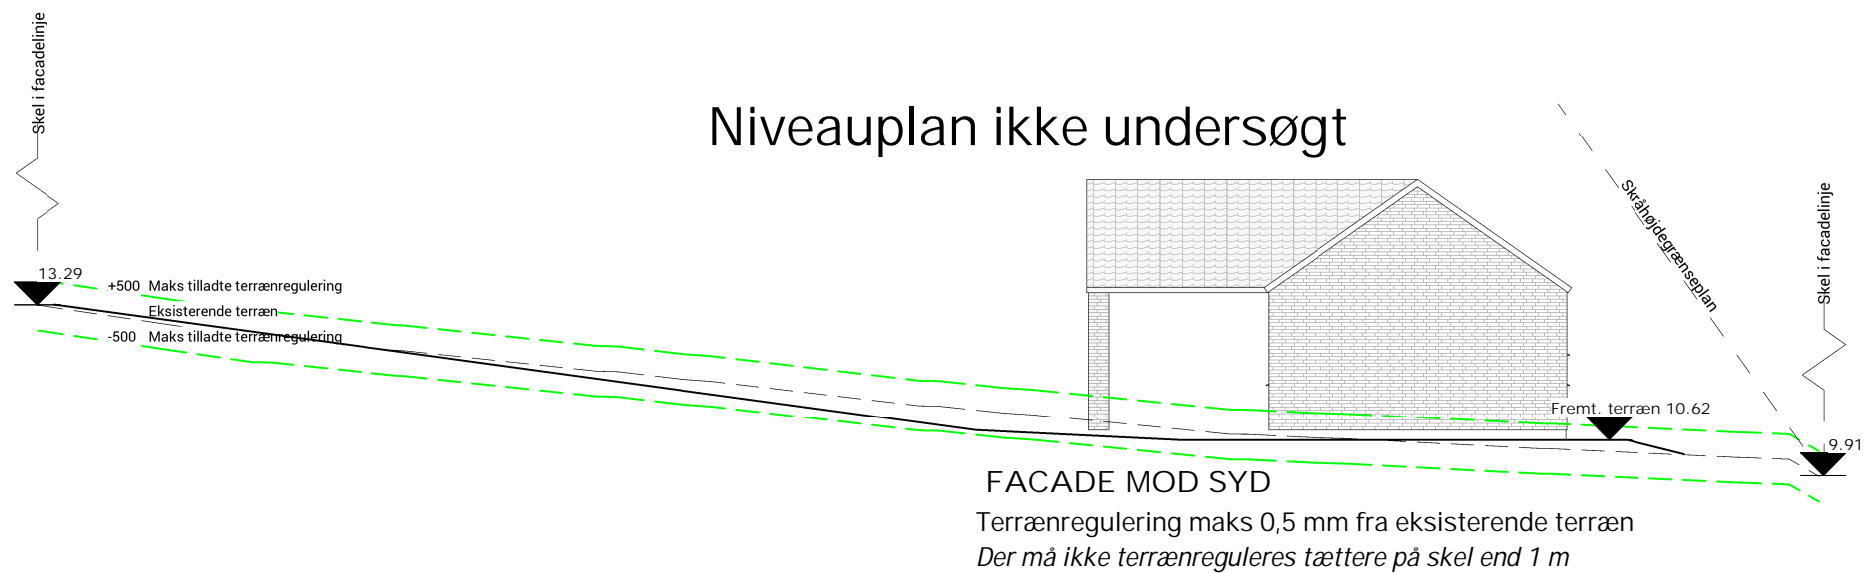 Skel i facadelinje
Niveauplan ikke undersøgt
Skråhøjdegrænseplan
Skel i facadelinje
13.29
+500 Maks tilladte terrænregulering
Eksisterende terræn
-500 Maks tilladte terrænregulering
Fremt. terræn 10.62
9.91
FACADE MOD SYD
Terrænregulering maks 0,5 mm fra eksisterende terræn
Der må ikke terrænreguleres tættere på skel end 1 m